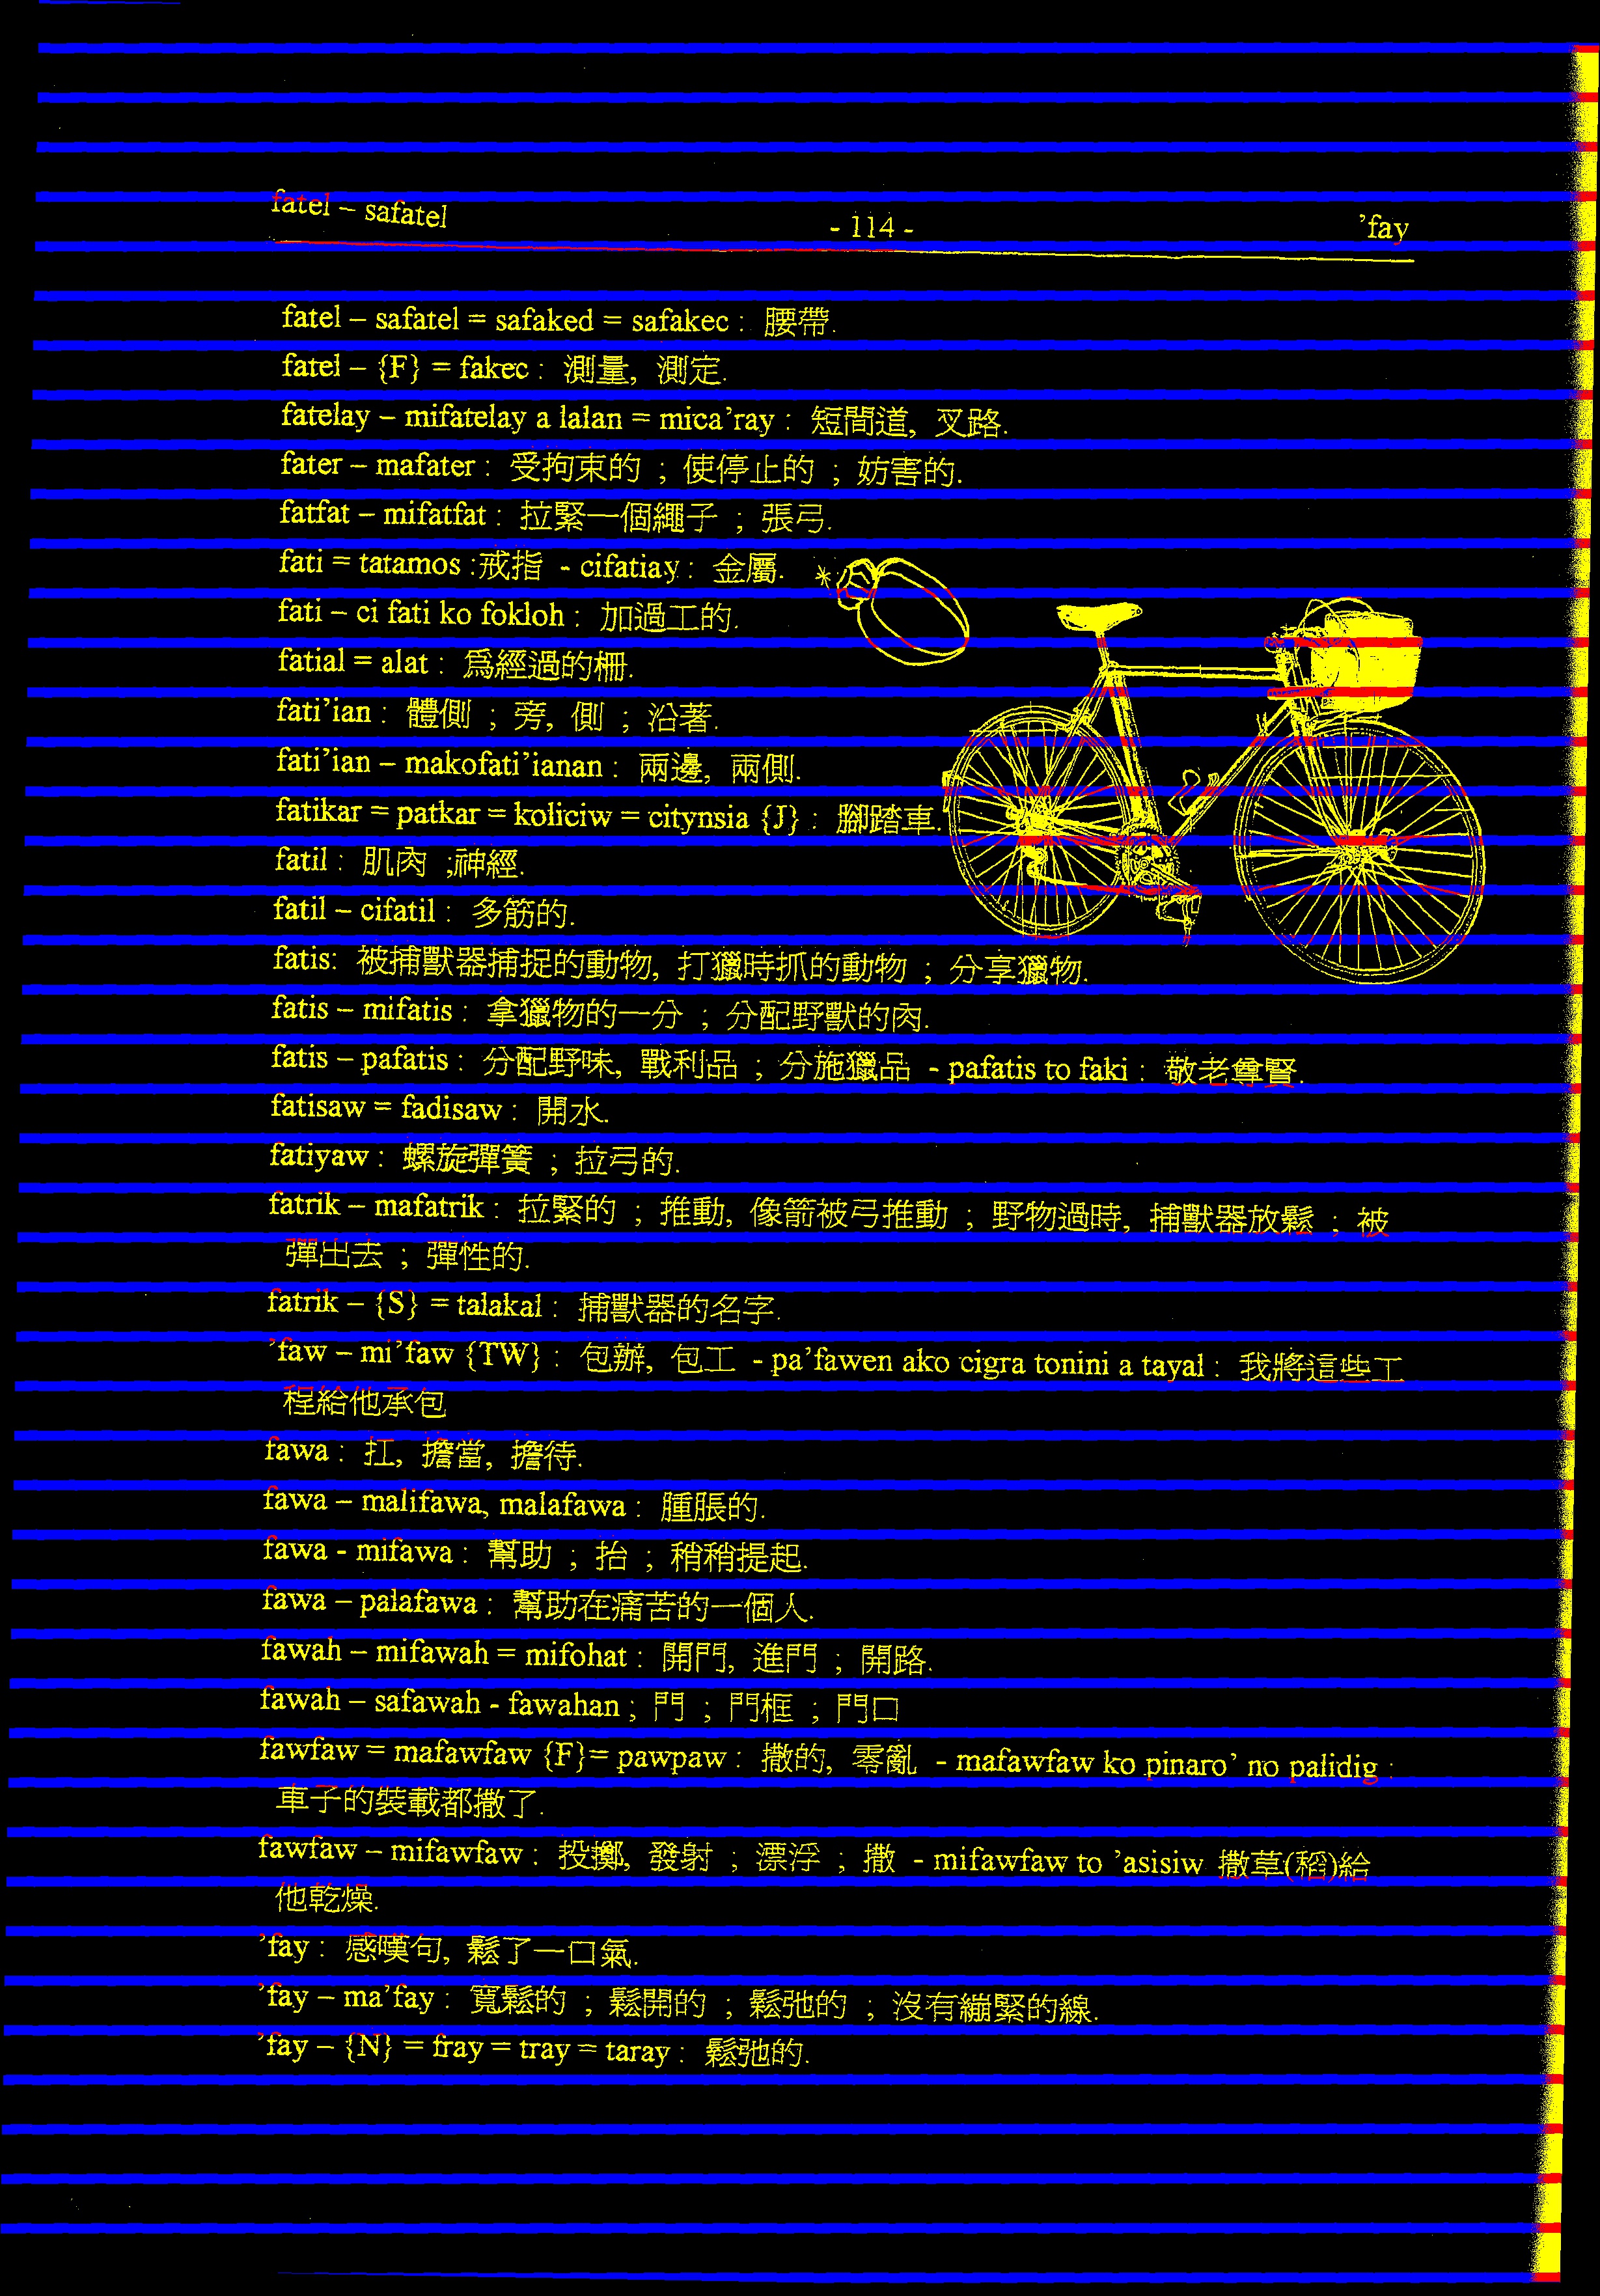 fatel – safatel - 114 - ’fay
fatel – safatel = safaked = safakec : 腰帶.
fatel – {F} = fakec : 測量, 測定.
fatelay – mifatelay a lalan = mica’ray : 短間道, 叉路.
fater – mafater : 受拘束的 ; 使停止的 ; 妨害的.
fatfat – mifatfat : 拉緊一個繩子 ; 張弓.
fati = tatamos :戒指 - cifatiay : 金屬.
fati – ci fati ko fokloh : 加過工的.
fatial = alat : 爲經過的柵.
fati’ian : 體側 ; 旁, 側 ; 沿著.
fati’ian – makofati’ianan : 兩邊, 兩側.
fatikar = patkar = koliciw = citynsia {J} : 腳踏車.
fatil : 肌肉 ;神經.
fatil – cifatil : 多筋的.
fatis: 被捕獸器捕捉的動物, 打獵時抓的動物 ; 分享獵物.
fatis – mifatis : 拿獵物的一分 ; 分配野獸的肉.
fatis – pafatis : 分配野味, 戰利品 ; 分施獵品 - pafatis to faki : 敬老尊賢.
fatisaw = fadisaw : 開水.
fatiyaw : 螺旋彈簧 ; 拉弓的.
fatrik – mafatrik : 拉緊的 ; 推動, 像箭被弓推動 ; 野物過時, 捕獸器放鬆 ; 被
彈出去 ; 彈性的.
fatrik – {S} = talakal : 捕獸器的名字.
’faw – mi’faw {TW} : 包辦, 包工 - pa’fawen ako cigra tonini a tayal : 我將這些工
程給他承包
fawa : 扛, 擔當, 擔待.
fawa – malifawa, malafawa : 腫脹的.
fawa - mifawa : 幫助 ; 抬 ; 稍稍提起.
fawa – palafawa : 幫助在痛苦的一個人.
fawah – mifawah = mifohat : 開門, 進門 ; 開路.
fawah – safawah - fawahan ; 門 ; 門框 ; 門口
fawfaw = mafawfaw {F}= pawpaw : 撒的, 零亂 - mafawfaw ko pinaro’ no palidig :
車子的裝載都撒了.
fawfaw – mifawfaw : 投擲, 發射 ; 漂浮 ; 撒 - mifawfaw to ’asisiw 撒草(稻)給
他乾燥.
’fay : 感嘆句, 鬆了一口氣.
’fay – ma’fay : 寬鬆的 ; 鬆開的 ; 鬆弛的 ; 沒有繃緊的線.
’fay – {N} = fray = tray = taray : 鬆弛的.